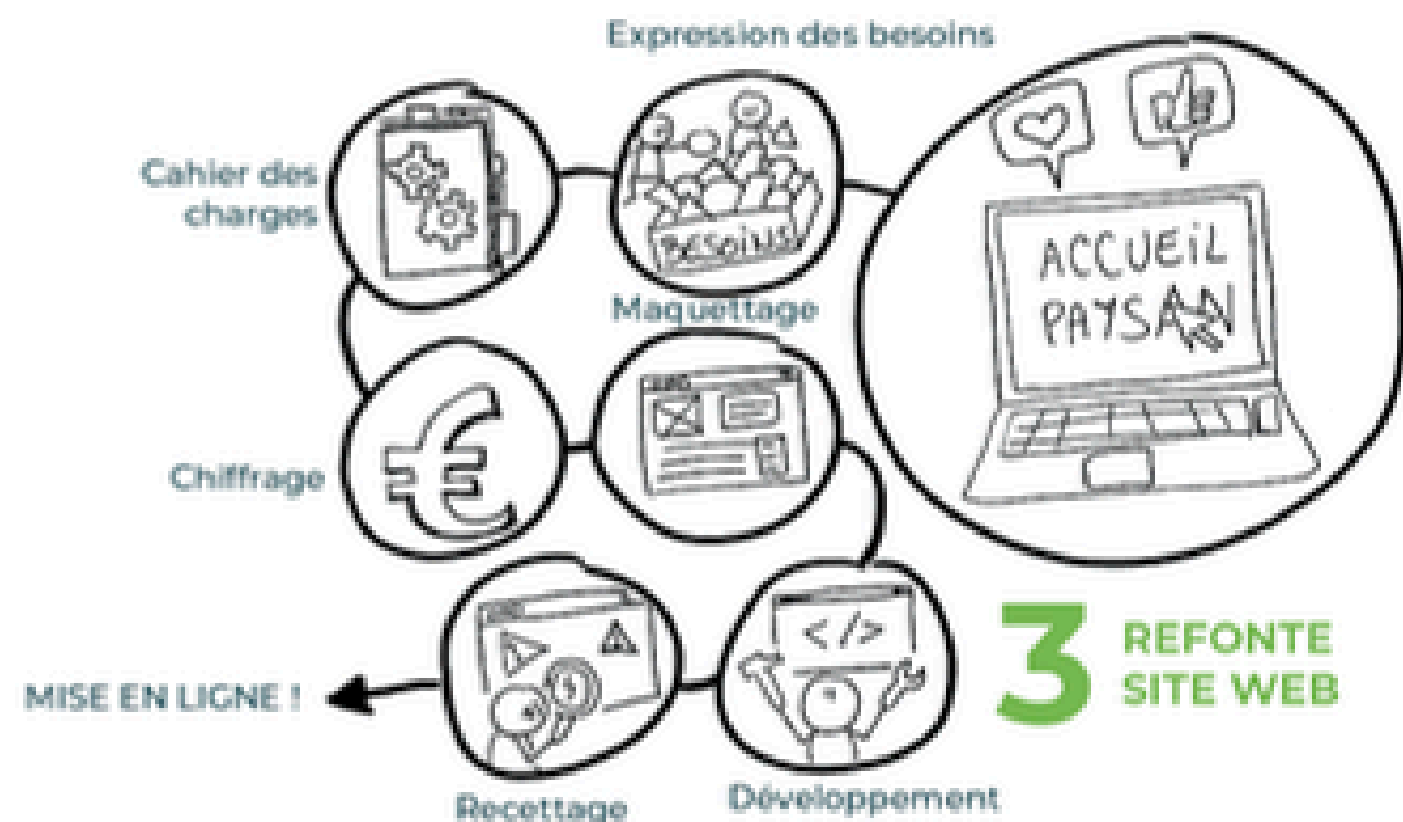 Expression des besoins
Cahier des
charges
BESOINS
ACCUEIL
PAYSAN
Maquettage
Chiffrage
€
</>
3 REFONTE
SITE WEB
MISE EN LIGNE !
Recettage
Développement